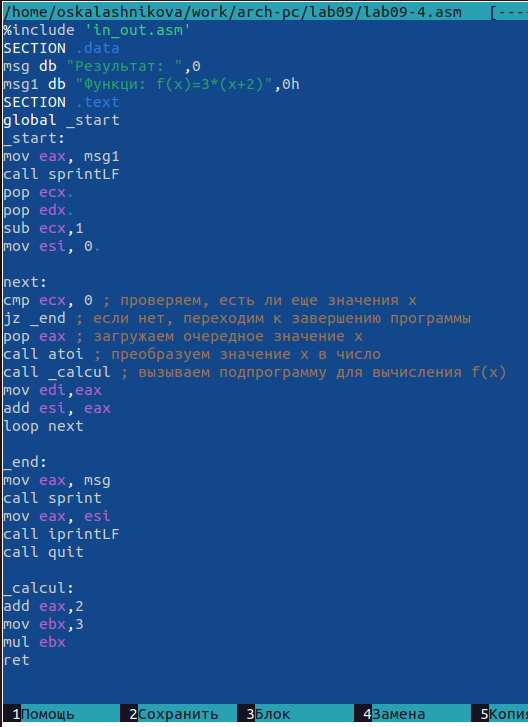 /home/oskalashnikova/work/arch-pc/lab09/lab09-4.asm [----
%include 'in_out.asm'
SECTION .data
msg db "Результат: ",0
msg1 db "Функци: f(x)=3*(x+2)",0h
SECTION .text
global _start
_start:
mov eax, msg1
call sprintLF
pop ecx.
pop edx.
sub ecx,1
mov esi, 0.
next:
cmp ecx, 0 ; проверяем, есть ли еще значения x
jz _end ; если нет, переходим к завершению программы
pop eax ; загружаем очередное значение x
call atoi ; преобразуем значение x в число
call _calcul ; вызываем подпрограмму для вычисления f(x)
mov edi,eax
add esi, eax
loop next
_end:
mov eax, msg
call sprint
mov eax, esi
call iprintLF
call quit
_calcul:
add eax,2
mov ebx,3
mul ebx
ret
1Помощь 2Сохранить 3Блок 4Замена 5Копи